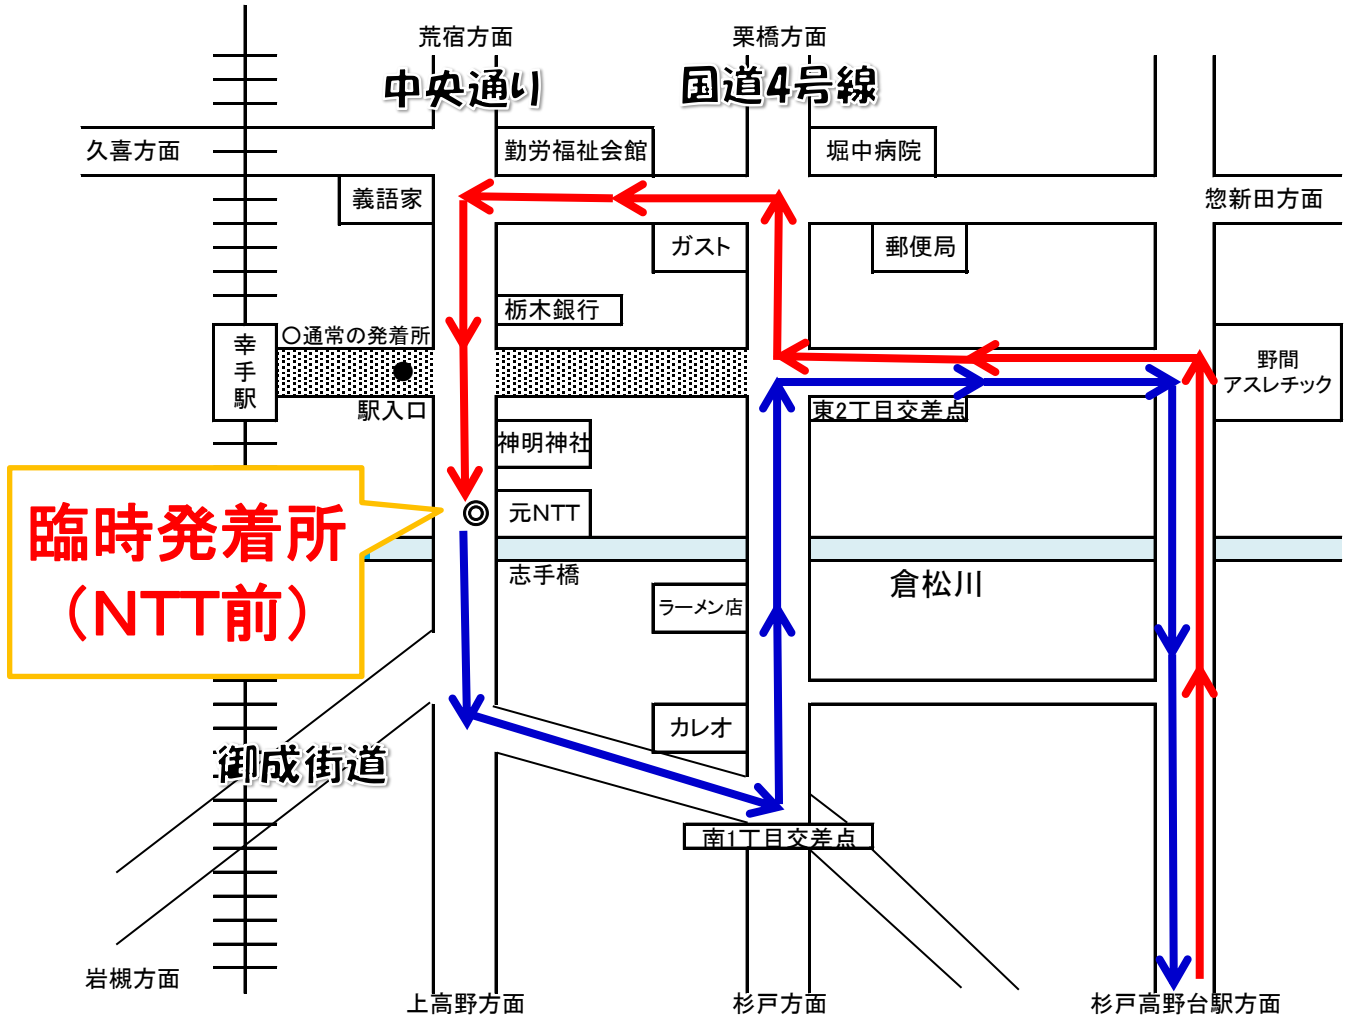 荒宿方面
栗橋方面
中央通り
国道4号線
久喜方面
勤労福祉会館
堀中病院
義語家
惣新田方面
ガスト
郵便局
栃木銀行
〇通常の発着所
幸
手
駅
野間
アスレチック
駅入口
東2丁目交差点
神明神社
臨時発着所
（NTT前）
元NTT
志手橋
倉松川
ラーメン店
カレオ
御成街道
南1丁目交差点
岩槻方面
上高野方面
杉戸方面
杉戸高野台駅方面